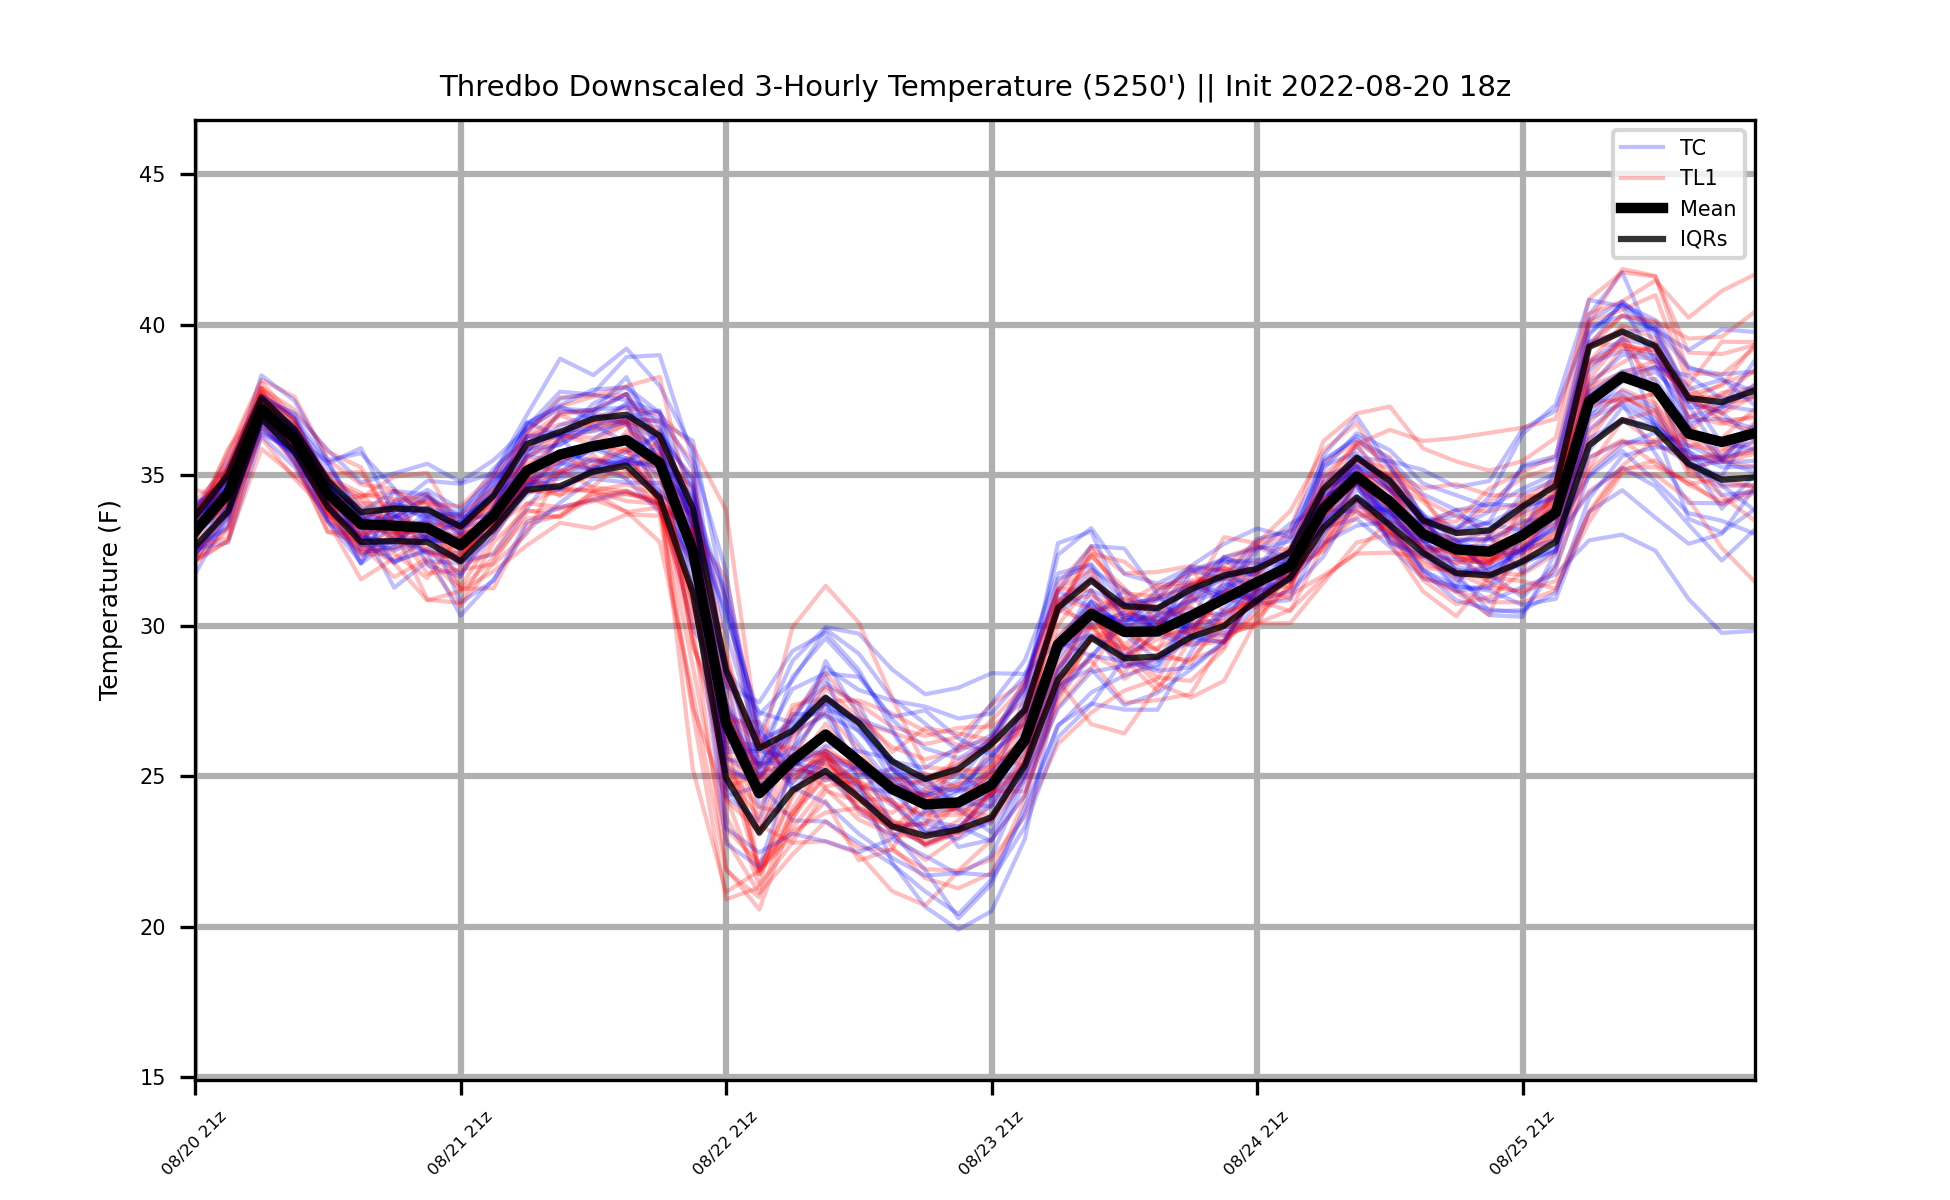 Thredbo Downscaled 3-Hourly Temperature (5250') || Init 2022-08-20 18z
TC
TL1
Mean
IQRs
Temperature (F)
45
40
35
30
25
20
15
08/20 21z
08/21 21z
08/22 21z
08/23 21z
08/24 21z
08/25 21z